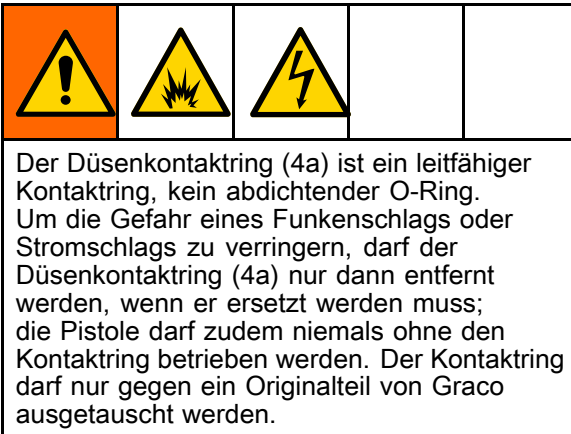 Der Düsenkontaktring (4a) ist ein leitfähiger
Kontaktring, kein abdichtender O-Ring.
Um die Gefahr eines Funkenschlags oder
Stromschlags zu verringern, darf der
Düsenkontaktring (4a) nur dann entfernt
werden, wenn er ersetzt werden muss;
die Pistole darf zudem niemals ohne den
Kontaktring betrieben werden. Der Kontaktring
darf nur gegen ein Originalteil von Graco
ausgetauscht werden.